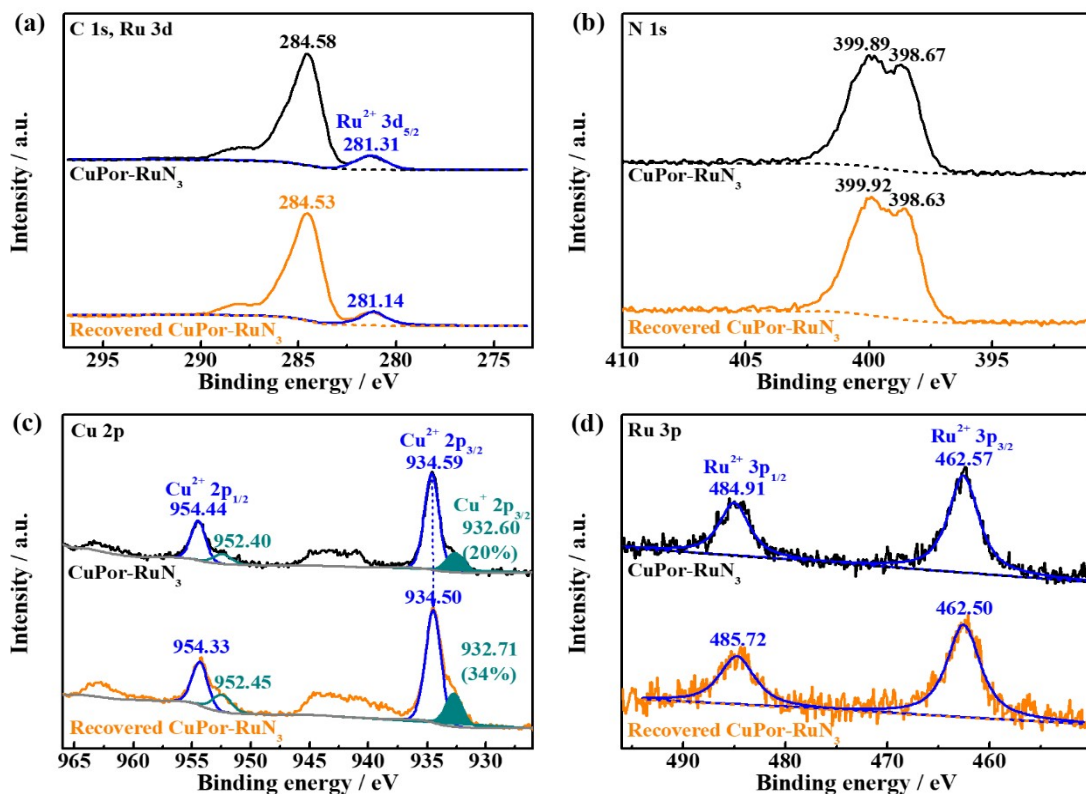 (a)
C 1s, Ru 3d
284.58
Ru²⁺ 3d₅/₂
281.31
CuPor-RuN₃
284.53
281.14
Recovered CuPor-RuN₃
Intensity / a.u.
295 290 285 280 275
Binding energy / eV
(b)
N 1s
399.89 398.67
CuPor-RuN₃
399.92 398.63
Recovered CuPor-RuN₃
Intensity / a.u.
410 405 400 395
Binding energy / eV
(c)
Cu 2p
Cu²⁺ 2p₃/₂
934.59
Cu²⁺ 2p₁/₂
954.44
952.40
Cu⁺ 2p₃/₂
932.60
(20%)
CuPor-RuN₃
934.50
954.33
952.45
932.71
(34%)
Recovered CuPor-RuN₃
Intensity / a.u.
965 960 955 950 945 940 935 930
Binding energy / eV
(d)
Ru 3p
Ru²⁺ 3p₃/₂
462.57
Ru²⁺ 3p₁/₂
484.91
CuPor-RuN₃
485.72
462.50
Recovered CuPor-RuN₃
Intensity / a.u.
490 480 470 460
Binding energy / eV